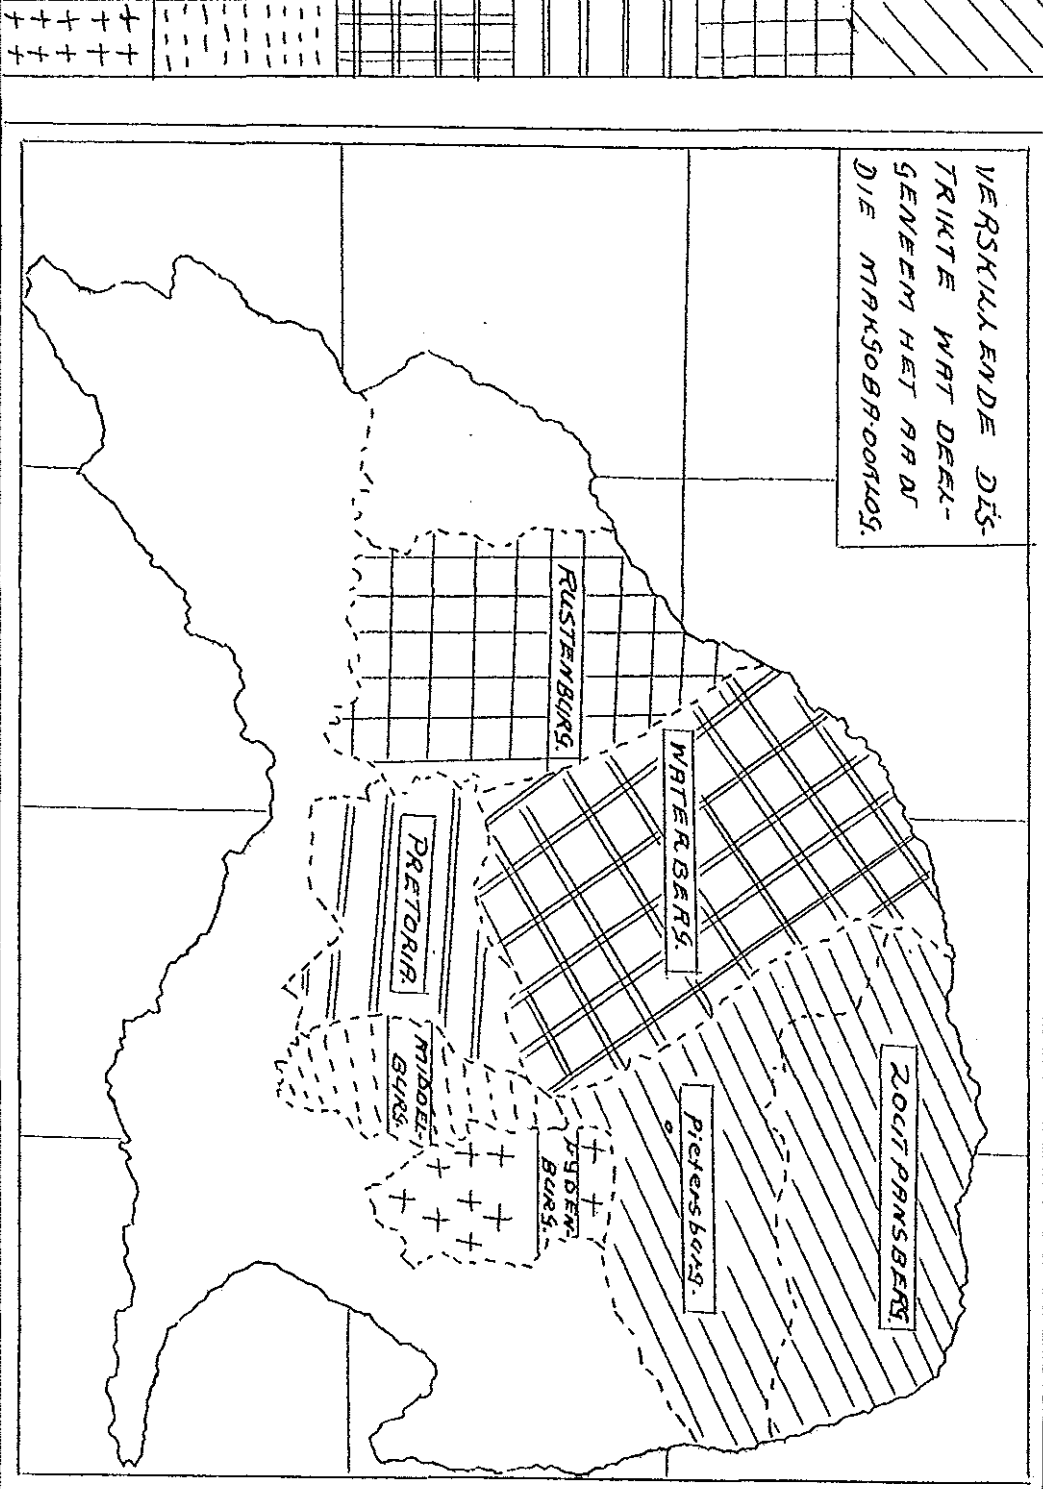 VERSKILLENDE DIS-
TRIKTE WAT DEEL-
GENEEM HET AAN
DIE MAKGOBA-OORLOG.
ZOUTPANSBERG.
Pietersburg.
WATERBERG.
RUSTENBURG.
LYDEN-
BURG.
MIDDEL-
BURG.
PRETORIA.